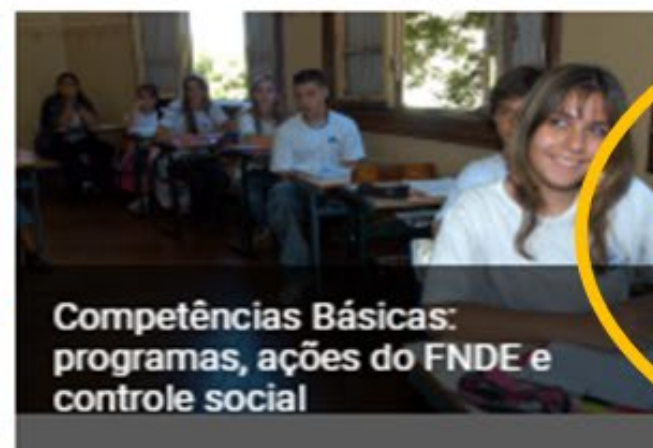 Competências Básicas:
programas, ações do FNDE e
controle social